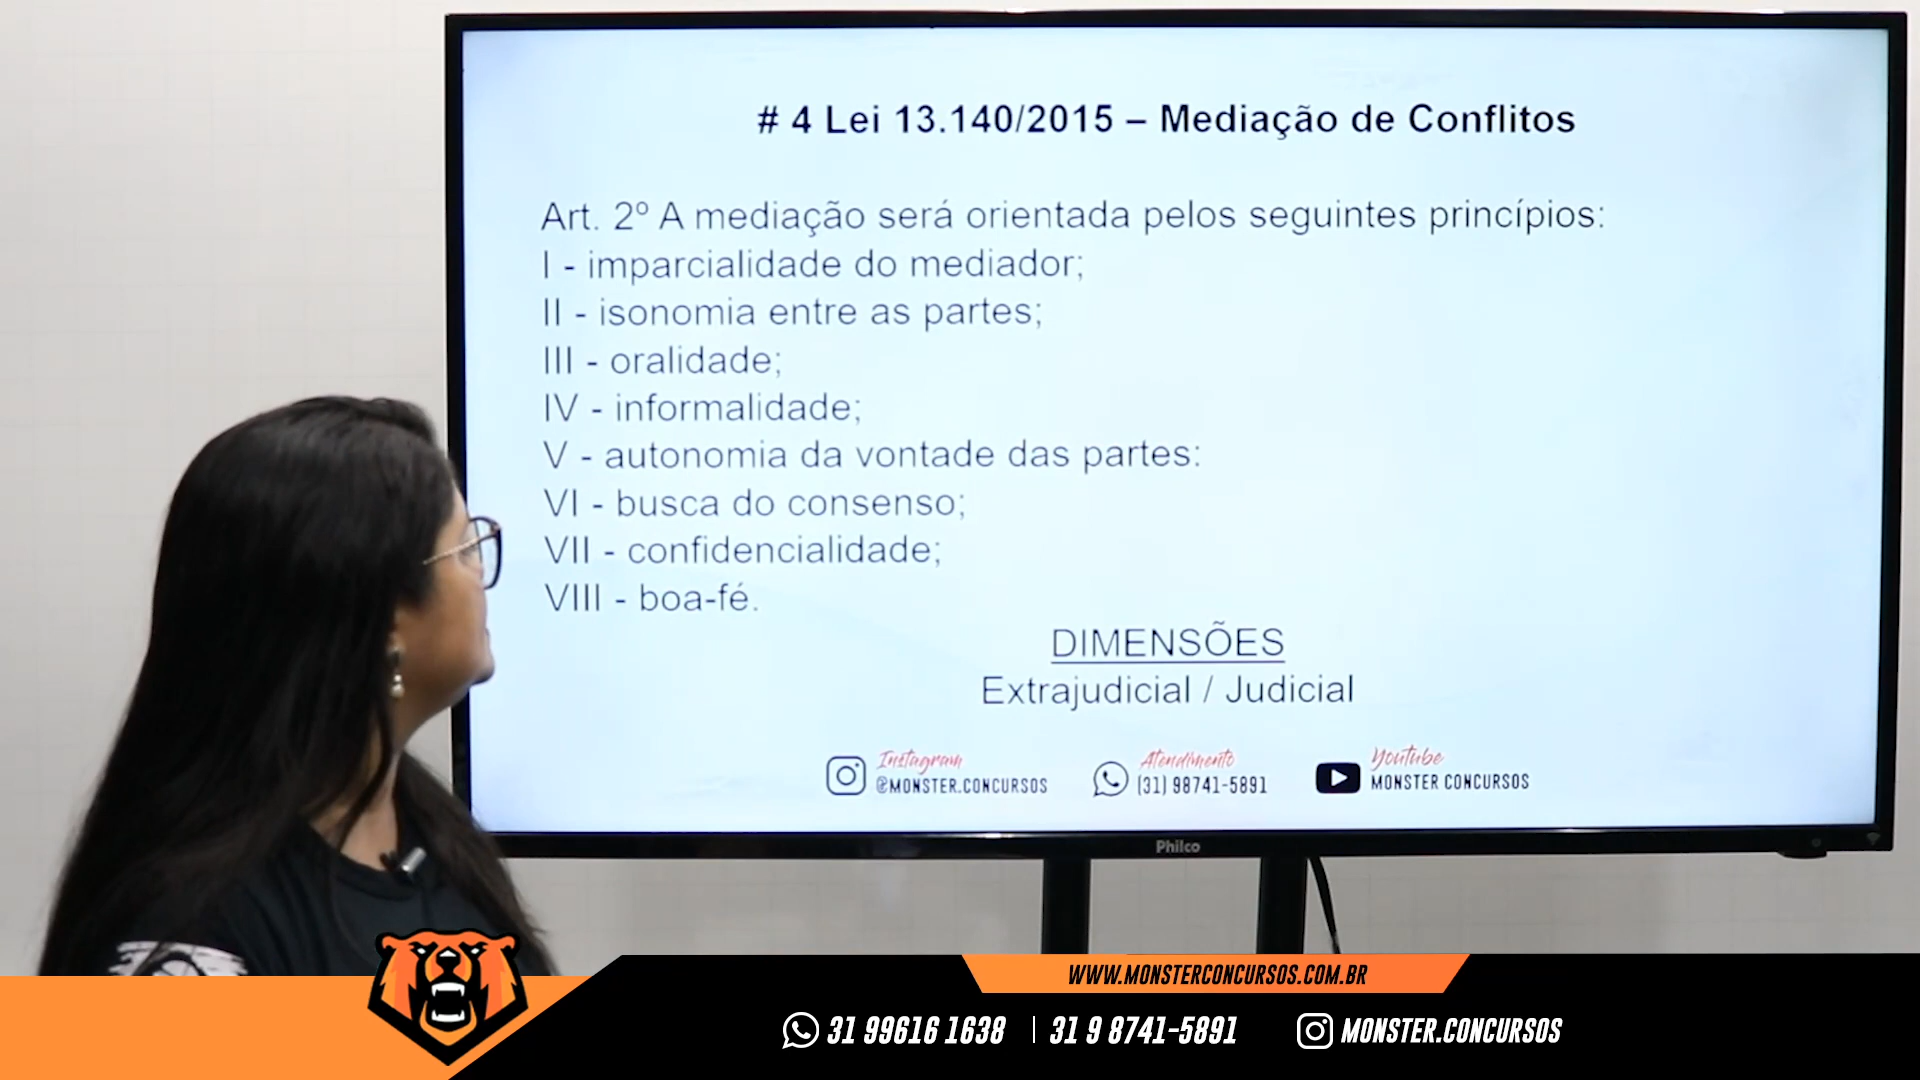 # 4 Lei 13.140/2015 – Mediação de Conflitos
Art. 2º A mediação será orientada pelos seguintes princípios:
I - imparcialidade do mediador;
II - isonomia entre as partes;
III - oralidade;
IV - informalidade;
V - autonomia da vontade das partes:
VI - busca do consenso;
VII - confidencialidade;
VIII - boa-fé.
DIMENSÕES
Extrajudicial / Judicial
Instagram
@MONSTER.CONCURSOS
Atendimento
(31) 98741-5891
Youtube
MONSTER CONCURSOS
Philco
WWW.MONSTERCONCURSOS.COM.BR
31 99616 1638 | 31 9 8741-5891 MONSTER.CONCURSOS